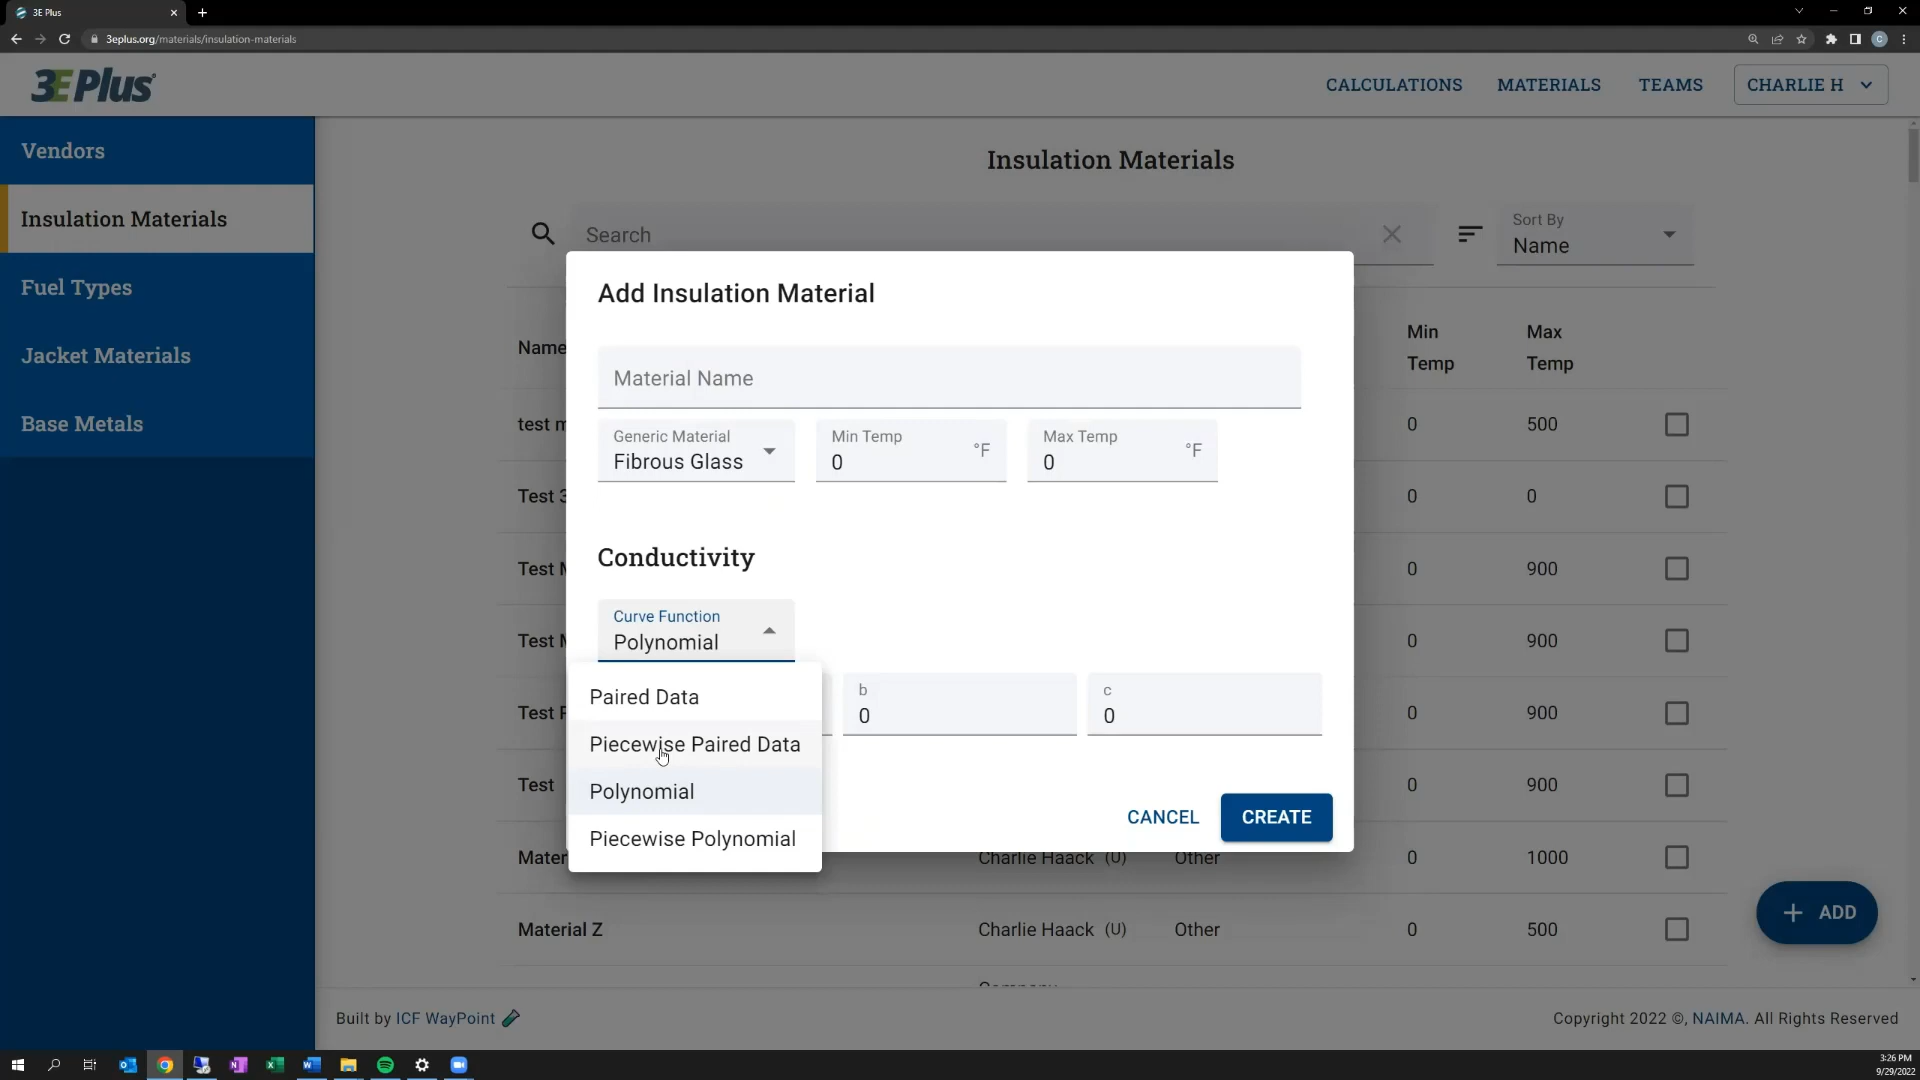 3E Plus
3eplus.org/materials/insulation-materials
3E Plus
CALCULATIONS
MATERIALS
TEAMS
CHARLIE H
Vendors
Insulation Materials
Fuel Types
Jacket Materials
Base Metals
Insulation Materials
Search
Sort By
Name
Name
Min
Temp
Max
Temp
test m
0
500
Test 3
0
0
Test M
0
900
Test M
0
900
Test P
0
900
Test
0
900
Mater
Charlie Haack (U)
Other
0
1000
Material Z
Charlie Haack (U)
Other
0
500
Company
Add Insulation Material
Material Name
Generic Material
Fibrous Glass
Min Temp
0
°F
Max Temp
0
°F
Conductivity
Curve Function
Polynomial
Paired Data
Piecewise Paired Data
Polynomial
Piecewise Polynomial
b
0
c
0
CANCEL
CREATE
+ ADD
Built by ICF WayPoint
Copyright 2022 ©, NAIMA. All Rights Reserved
3:26 PM
9/29/2022